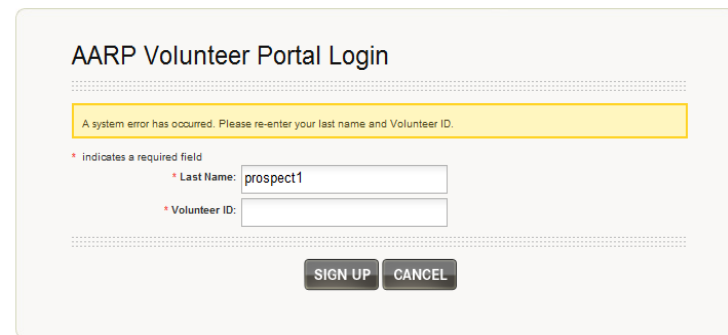 AARP Volunteer Portal Login
A system error has occurred. Please re-enter your last name and Volunteer ID.
* indicates a required field
* Last Name: prospect1
* Volunteer ID:
SIGN UP CANCEL